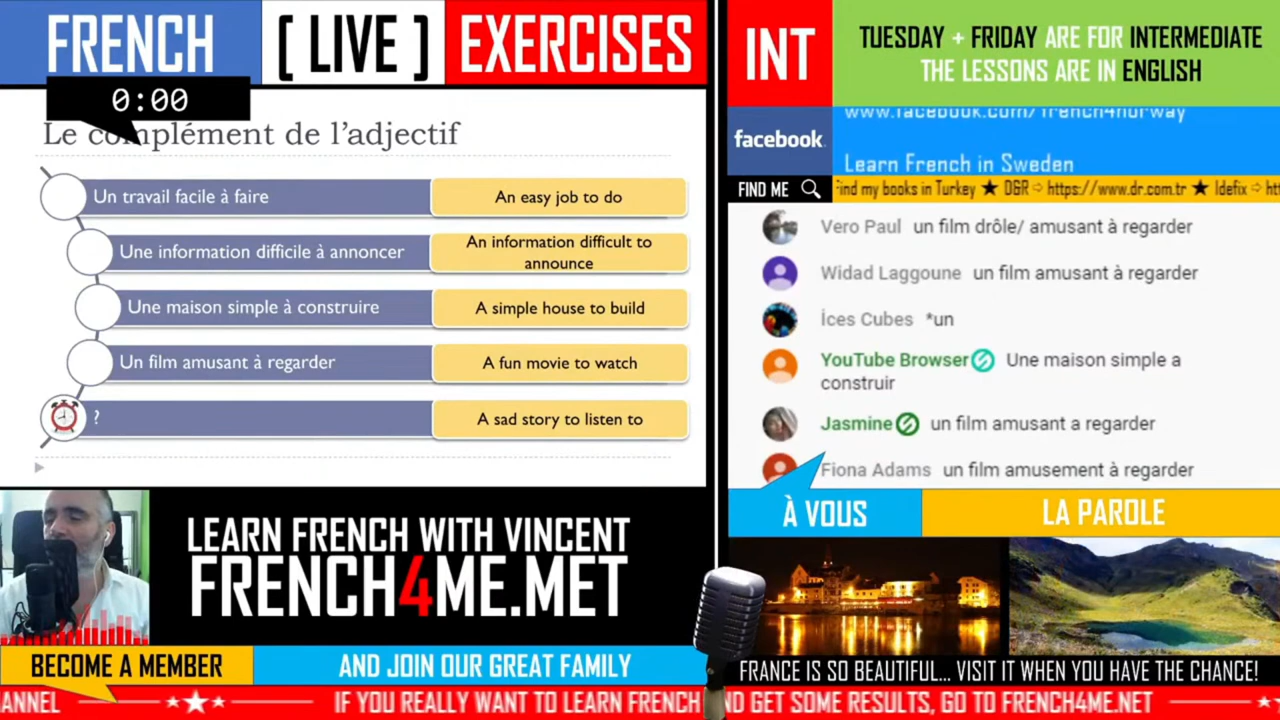 FRENCH [ LIVE ] EXERCISES
0:00
Le complément de l'adjectif
Un travail facile à faire
An easy job to do
Une information difficile à annoncer
An information difficult to
announce
Une maison simple à construire
A simple house to build
Un film amusant à regarder
A fun movie to watch
?
A sad story to listen to
LEARN FRENCH WITH VINCENT
FRENCH4ME.MET
BECOME A MEMBER
AND JOIN OUR GREAT FAMILY
INT
TUESDAY + FRIDAY ARE FOR INTERMEDIATE
THE LESSONS ARE IN ENGLISH
facebook.
www.facebook.com/french4norway
Learn French in Sweden
FIND ME
Find my books in Turkey ★ D&R ⇨ https://www.dr.com.tr ★ Idefix ⇨
Vero Paul un film drôle/ amusant à regarder
Widad Laggoune un film amusant à regarder
İces Cubes *un
YouTube Browser Une maison simple a
construir
Jasmine un film amusant a regarder
Fiona Adams un film amusement à regarder
À VOUS
LA PAROLE
FRANCE IS SO BEAUTIFUL... VISIT IT WHEN YOU HAVE THE CHANCE!
ANNEL ★ IF YOU REALLY WANT TO LEARN FRENCH ND GET SOME RESULTS, GO TO FRENCH4ME.NET